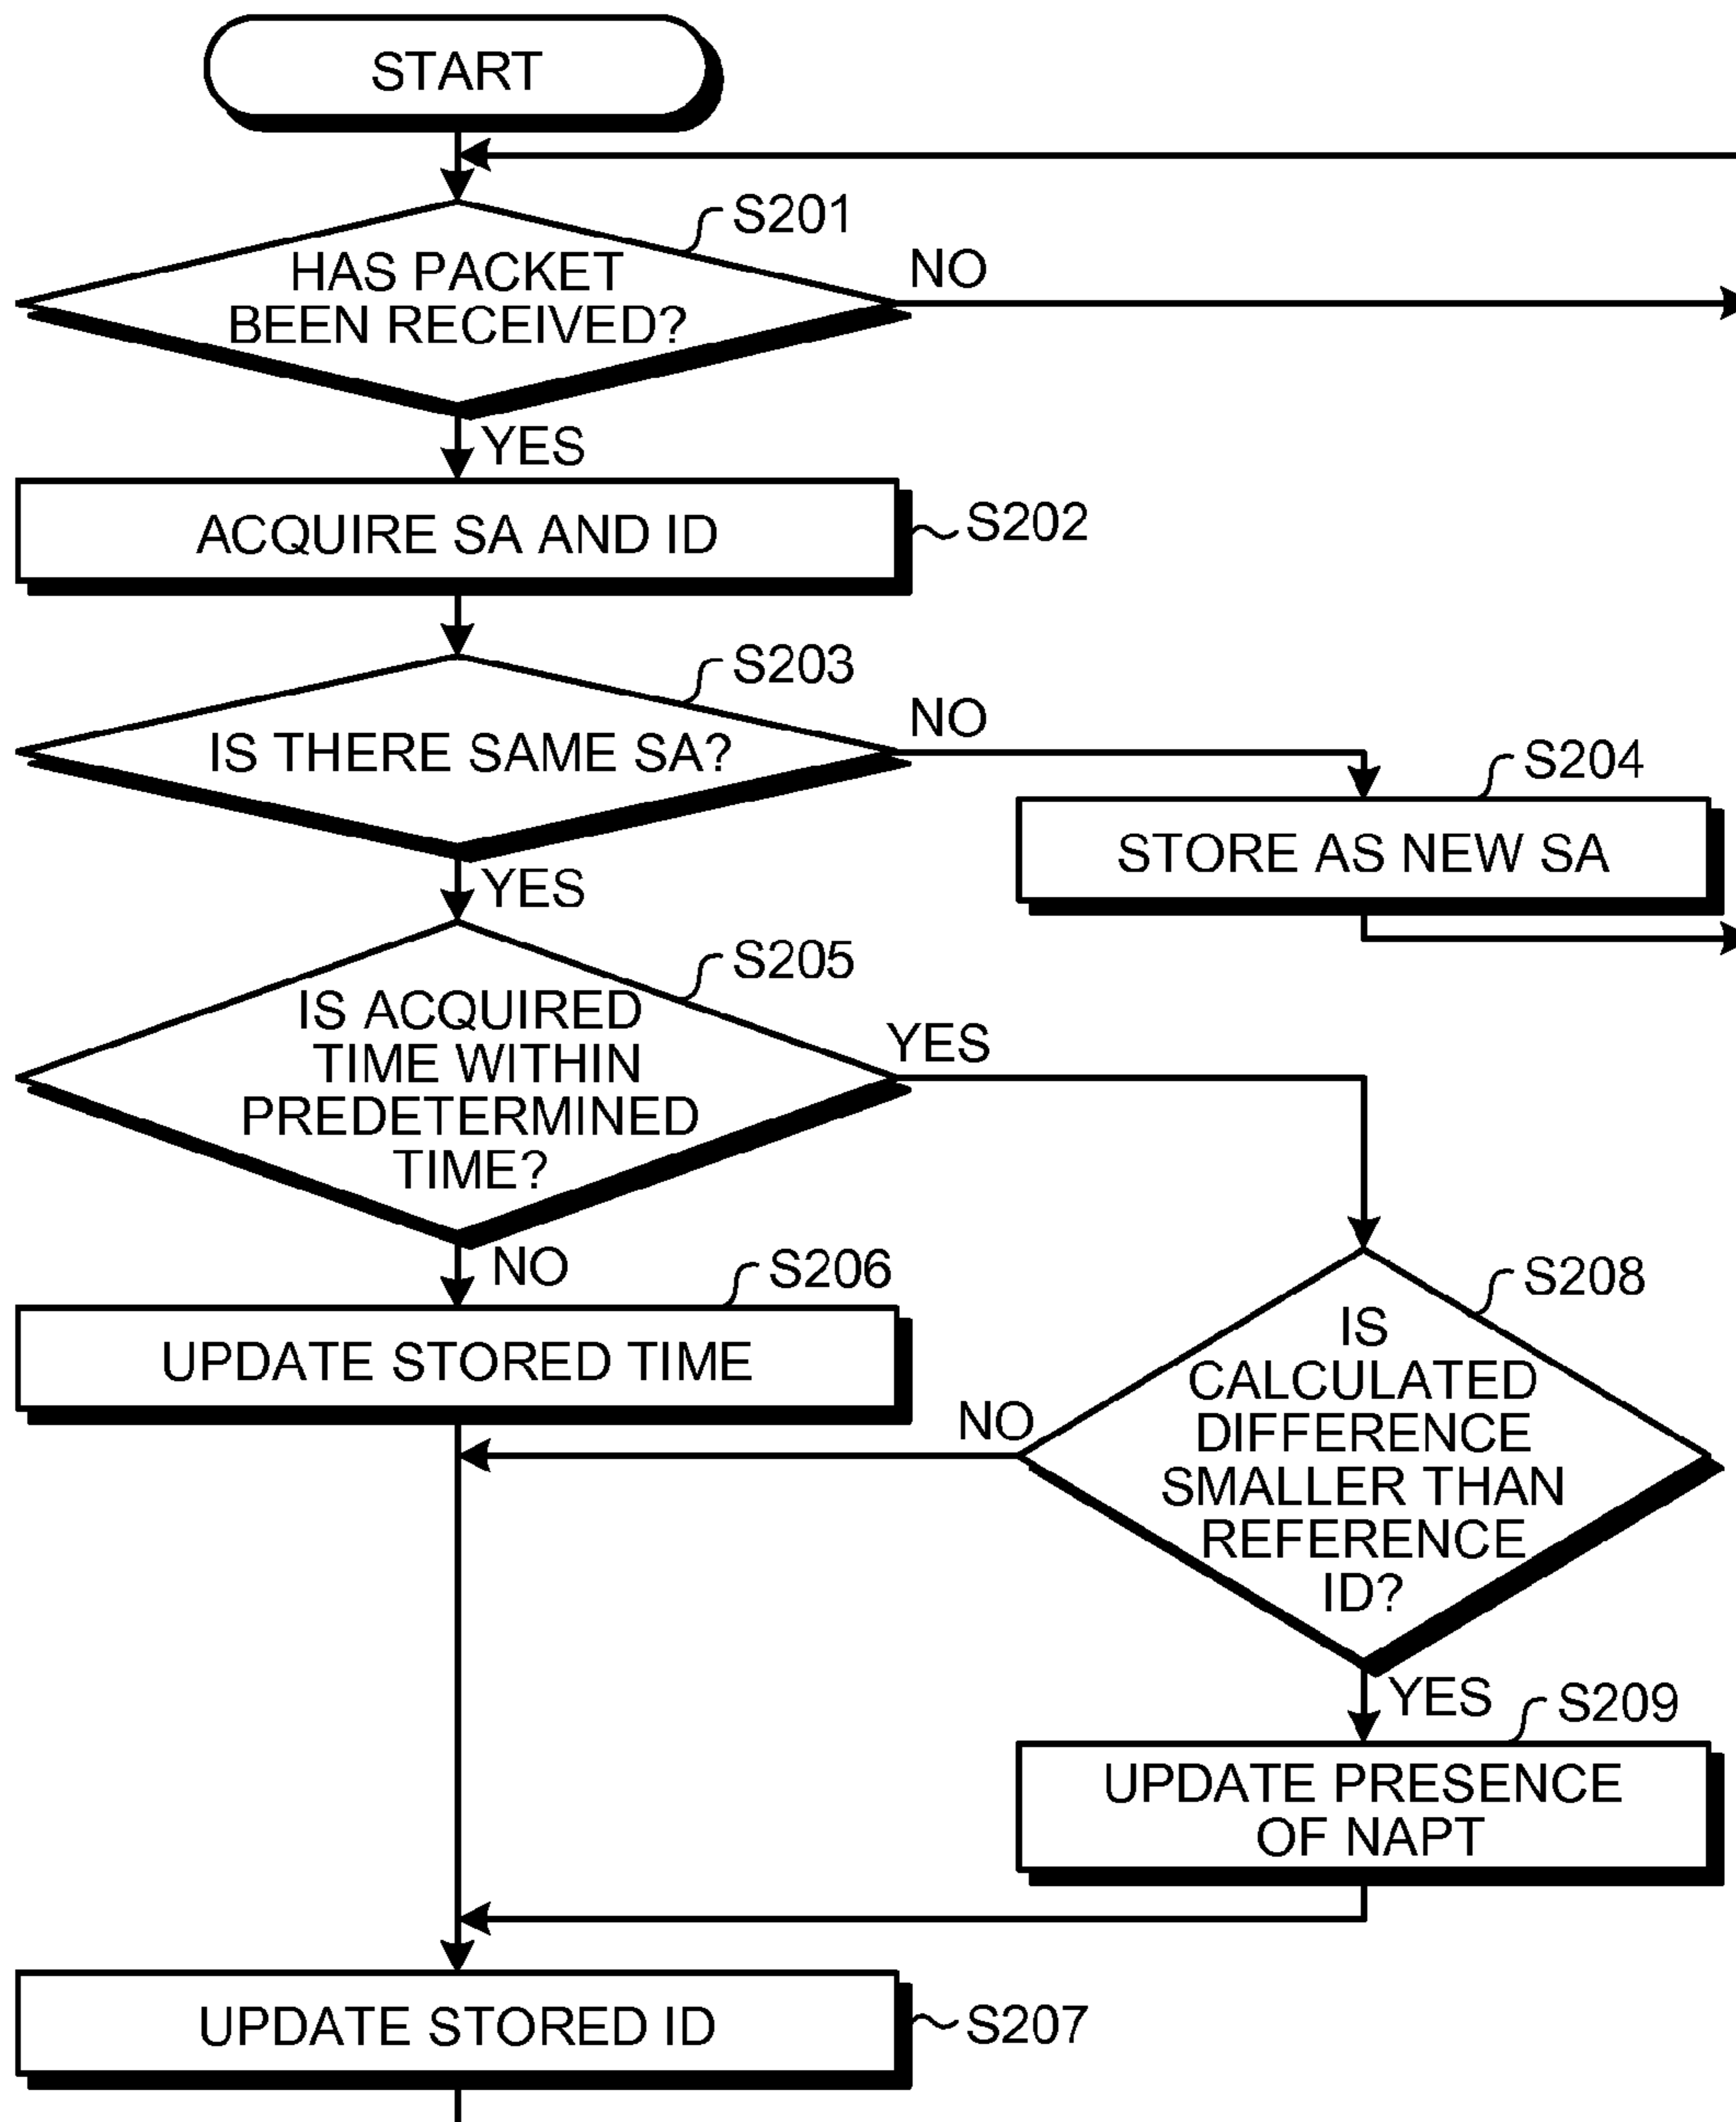 START
S201
HAS PACKET
BEEN RECEIVED?
NO
YES
ACQUIRE SA AND ID
S202
S203
IS THERE SAME SA?
NO
S204
STORE AS NEW SA
YES
S205
IS ACQUIRED
TIME WITHIN
PREDETERMINED
TIME?
YES
NO
S206
UPDATE STORED TIME
S208
IS
CALCULATED
DIFFERENCE
SMALLER THAN
REFERENCE
ID?
NO
YES
S209
UPDATE PRESENCE
OF NAPT
UPDATE STORED ID
S207